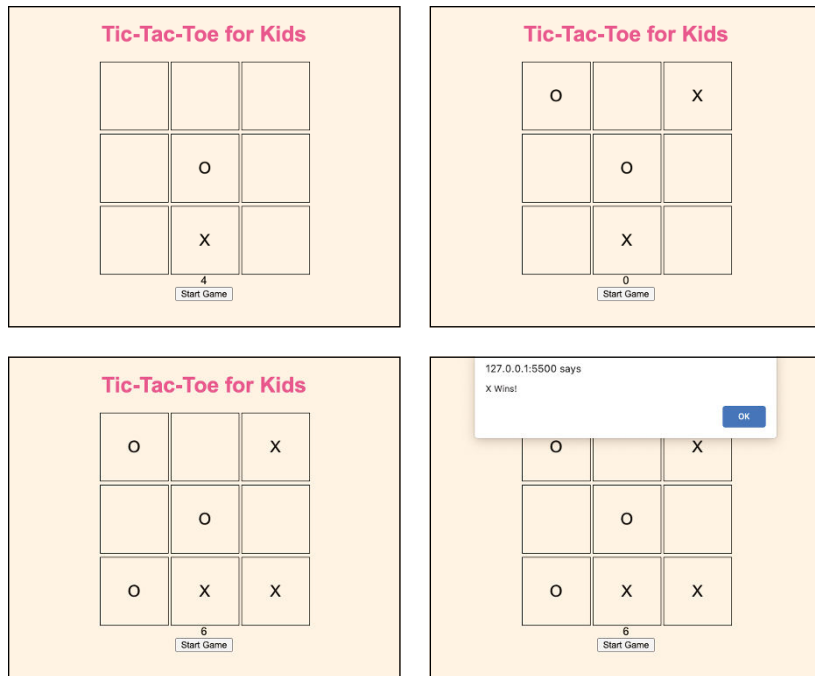 Tic-Tac-Toe for Kids
O
X
4
Start Game
Tic-Tac-Toe for Kids
O X
O
X
0
Start Game
Tic-Tac-Toe for Kids
O X
O
O X X
6
Start Game
127.0.0.1:5500 says
X Wins!
OK
O X
O
O X X
6
Start Game